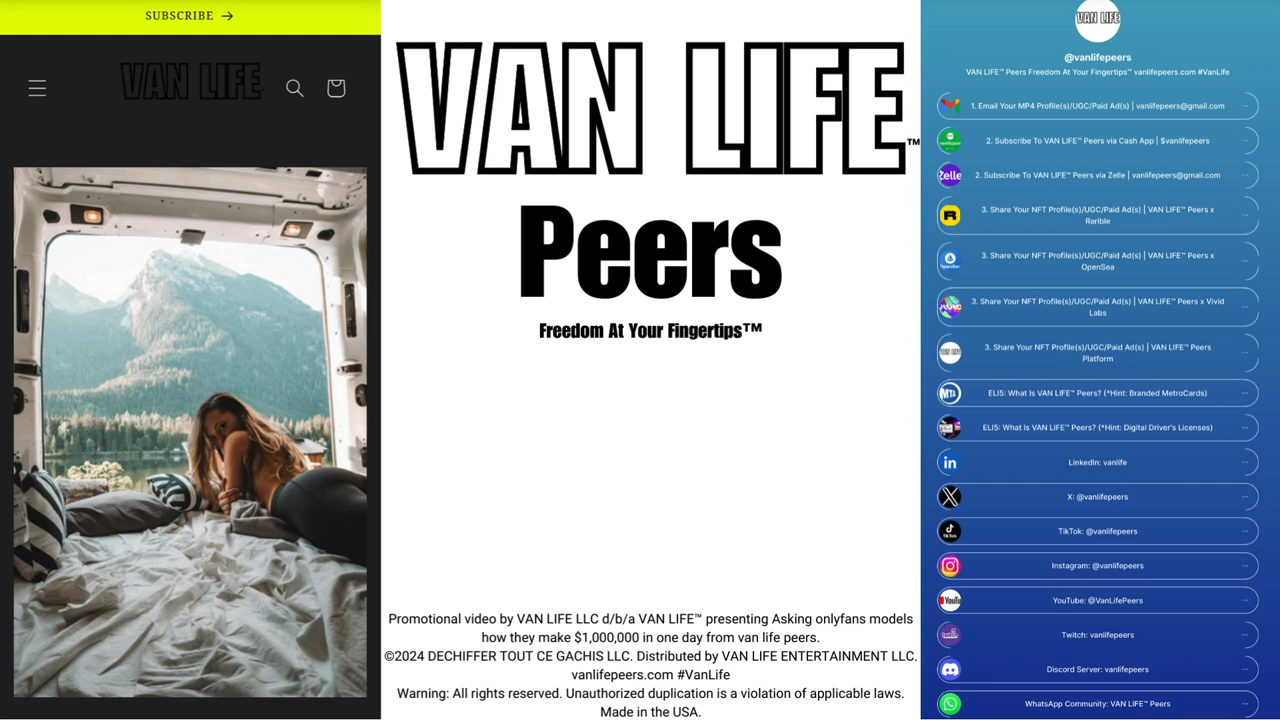 SUBSCRIBE →
VAN LIFE
VAN LIFE™
Peers
Freedom At Your Fingertips™
Promotional video by VAN LIFE LLC d/b/a VAN LIFE™ presenting Asking onlyfans models
how they make $1,000,000 in one day from van life peers.
©2024 DECHIFFER TOUT CE GACHIS LLC. Distributed by VAN LIFE ENTERTAINMENT LLC.
vanlifepeers.com #VanLife
Warning: All rights reserved. Unauthorized duplication is a violation of applicable laws.
Made in the USA.
VAN LIFE
@vanlifepeers
VAN LIFE™ Peers Freedom At Your Fingertips™ vanlifepeers.com #VanLife
1. Email Your MP4 Profile(s)/UGC/Paid Ad(s) | vanlifepeers@gmail.com
2. Subscribe To VAN LIFE™ Peers via Cash App | $vanlifepeers
Zelle
2. Subscribe To VAN LIFE™ Peers via Zelle | vanlifepeers@gmail.com
R
3. Share Your NFT Profile(s)/UGC/Paid Ad(s) | VAN LIFE™ Peers x
Rarible
3. Share Your NFT Profile(s)/UGC/Paid Ad(s) | VAN LIFE™ Peers x
OpenSea
3. Share Your NFT Profile(s)/UGC/Paid Ad(s) | VAN LIFE™ Peers x Vivid
Labs
3. Share Your NFT Profile(s)/UGC/Paid Ad(s) | VAN LIFE™ Peers
Platform
MTA
ELI5: What Is VAN LIFE™ Peers? (*Hint: Branded MetroCards)
ELI5: What Is VAN LIFE™ Peers? (*Hint: Digital Driver's Licenses)
in
LinkedIn: vanlife
X: @vanlifepeers
TikTok
TikTok: @vanlifepeers
Instagram: @vanlifepeers
YouTube: @VanLifePeers
Twitch: vanlifepeers
Discord Server: vanlifepeers
WhatsApp Community: VAN LIFE™ Peers